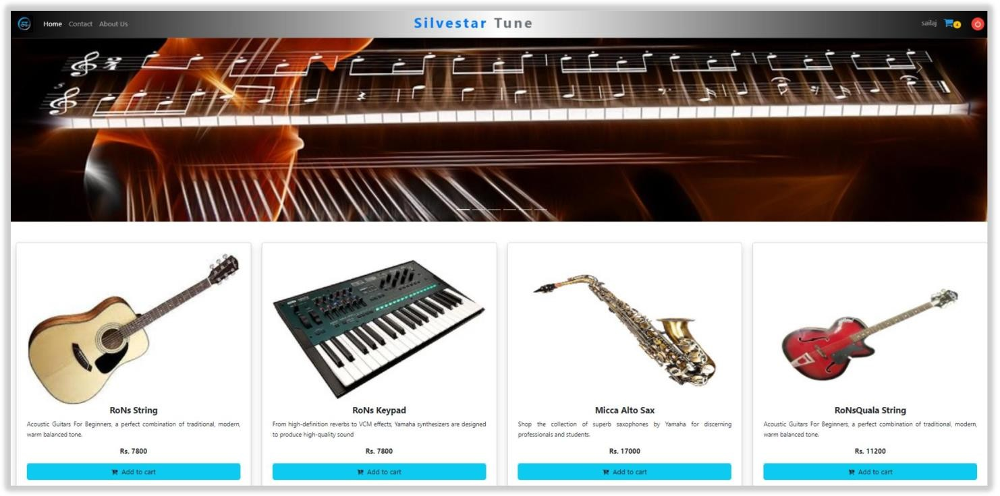 ST
Home Contact About Us
Silvestar Tune
sailaj
4
RoNs String
Acoustic Guitars For Beginners, a perfect combination of traditional, modern,
warm balanced tone.
Rs. 7800
Add to cart
RoNs Keypad
From high-definition reverbs to VCM effects, Yamaha synthesizers are designed
to produce high-quality sound
Rs. 7800
Add to cart
Micca Alto Sax
Shop the collection of superb saxophones by Yamaha for discerning
professionals and students.
Rs. 17000
Add to cart
RoNsQuala String
Acoustic Guitars For Beginners, a perfect combination of traditional, modern,
warm balanced tone.
Rs. 11200
Add to cart